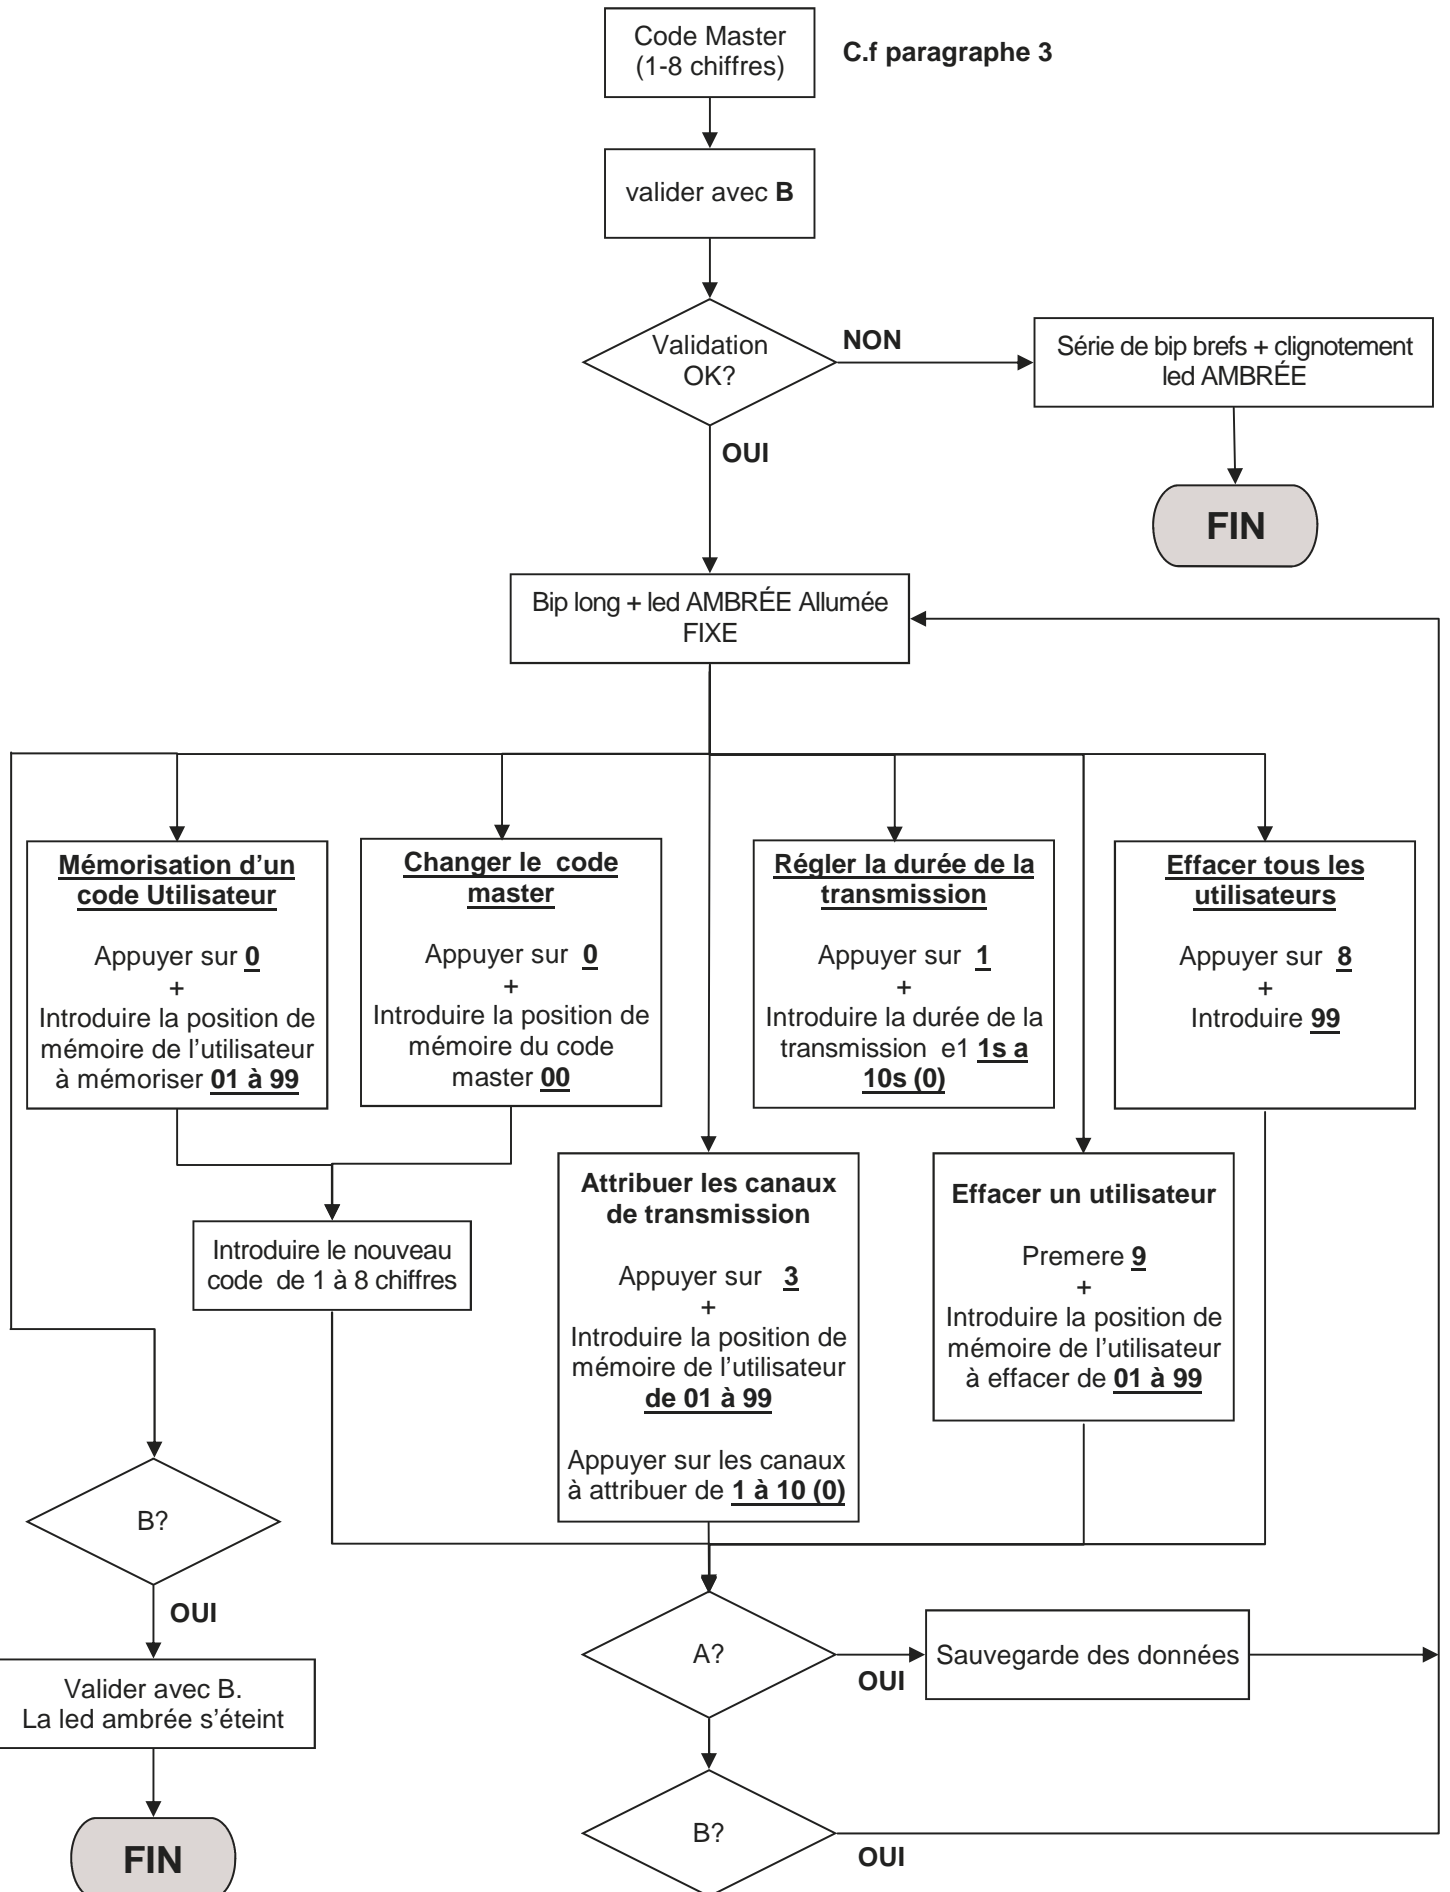 Code Master
(1-8 chiffres)
C.f paragraphe 3
valider avec B
Validation
OK?
NON
Série de bip brefs + clignotement
led AMBRÉE
OUI
FIN
Bip long + led AMBRÉE Allumée
FIXE
Mémorisation d’un
code Utilisateur
Appuyer sur 0
+
Introduire la position de
mémoire de l’utilisateur
à mémoriser 01 à 99
Changer le code
master
Appuyer sur 0
+
Introduire la position de
mémoire du code
master 00
Régler la durée de la
transmission
Appuyer sur 1
+
Introduire la durée de la
transmission e1 1s a
10s (0)
Effacer tous les
utilisateurs
Appuyer sur 8
+
Introduire 99
Introduire le nouveau
code de 1 à 8 chiffres
Attribuer les canaux
de transmission
Appuyer sur 3
+
Introduire la position de
mémoire de l’utilisateur
de 01 à 99
Appuyer sur les canaux
à attribuer de 1 à 10 (0)
Effacer un utilisateur
Premere 9
+
Introduire la position de
mémoire de l’utilisateur
à effacer de 01 à 99
B?
OUI
Valider avec B.
La led ambrée s’éteint
FIN
A?
OUI
Sauvegarde des données
B?
OUI